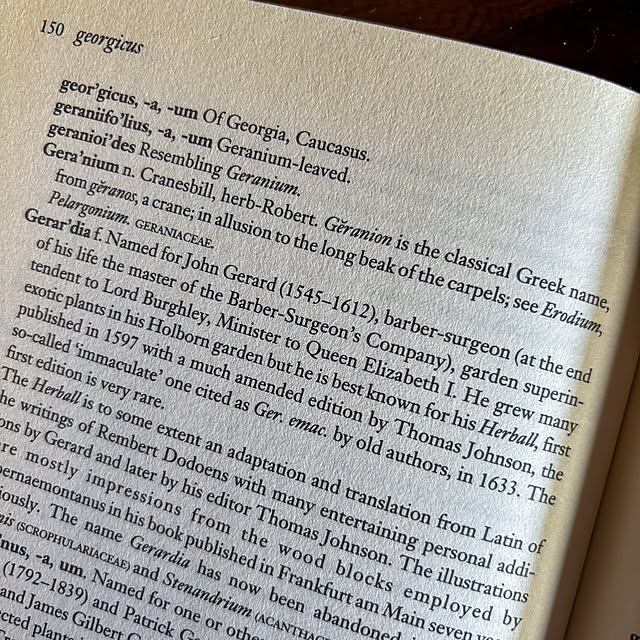 150 georgicus
geor'gicus, -a, -um Of Georgia, Caucasus.
geraniifo'lius, -a, -um Geranium-leaved.
geranioi'des Resembling Geranium.
Gera'nium n. Cranesbill, herb-Robert. Gĕranion is the classical Greek name,
from gĕranos, a crane; in allusion to the long beak of the carpels; see Erodium,
Pelargonium. GERANIACEAE.
Gerar'dia f. Named for John Gerard (1545–1612), barber-surgeon (at the end
of his life the master of the Barber-Surgeon's Company), garden superin-
tendent to Lord Burghley, Minister to Queen Elizabeth I. He grew many
exotic plants in his Holborn garden but he is best known for his Herball, first
published in 1597 with a much amended edition by Thomas Johnson, the
so-called 'immaculate' one cited as Ger. emac. by old authors, in 1633. The
first edition is very rare.
The Herball is to some extent an adaptation and translation from Latin of
he writings of Rembert Dodoens with many entertaining personal addi-
ons by Gerard and later by his editor Thomas Johnson. The illustrations
re mostly impressions from the wood blocks employed by
bernaemontanus in his book published in Frankfurt am Main seven
iously. The name Gerardia has now been abandoned
(SCROPHULARIACEAE) and Stenandrium
-a, um. Named for one or
(1792–1839) and Patrick
and James Gilbert